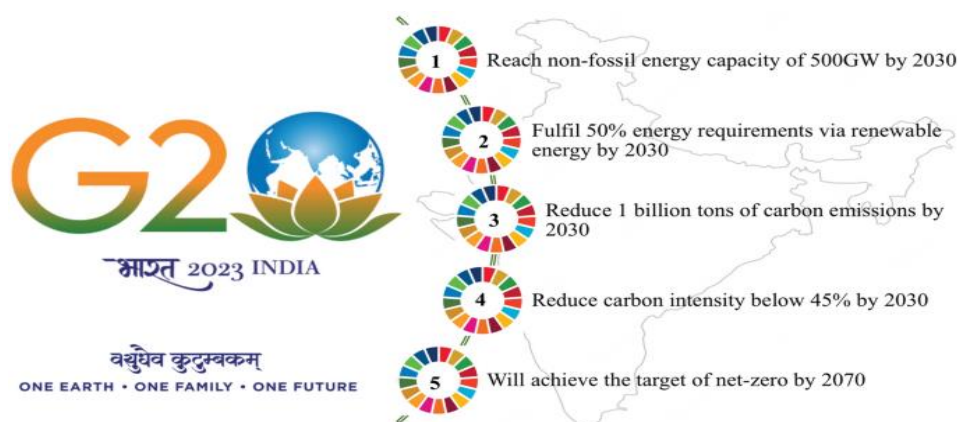 G20
भारत 2023 INDIA
वसुधैव कुटुम्बकम्
ONE EARTH • ONE FAMILY • ONE FUTURE
1
Reach non-fossil energy capacity of 500GW by 2030
2
Fulfil 50% energy requirements via renewable
energy by 2030
3
Reduce 1 billion tons of carbon emissions by
2030
4
Reduce carbon intensity below 45% by 2030
5
Will achieve the target of net-zero by 2070